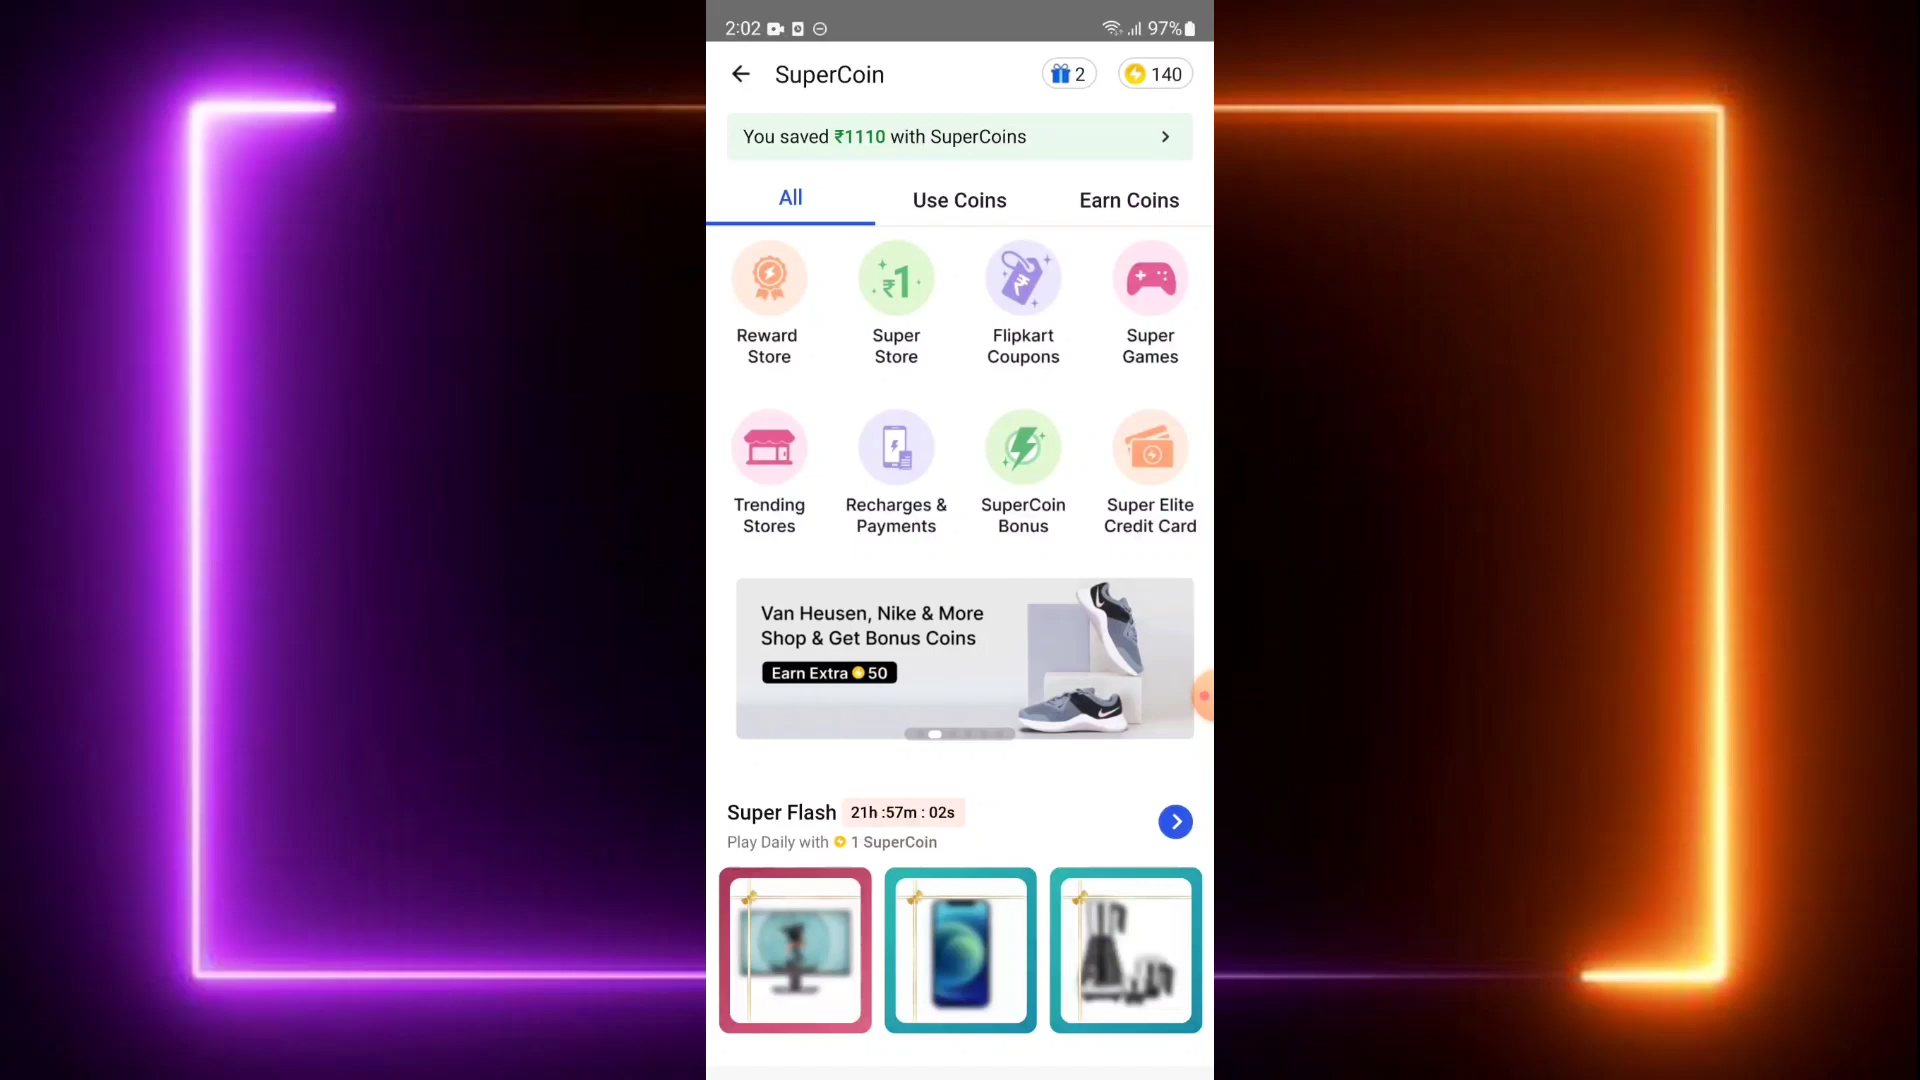 2:02 97%
SuperCoin 2 140
You saved ₹1110 with SuperCoins
All Use Coins Earn Coins
₹1
Reward Super Flipkart Super
Store Store Coupons Games
Trending Recharges & SuperCoin Super Elite
Stores Payments Bonus Credit Card
Van Heusen, Nike & More
Shop & Get Bonus Coins
Earn Extra 50
Super Flash 21h :57m : 02s
Play Daily with 1 SuperCoin